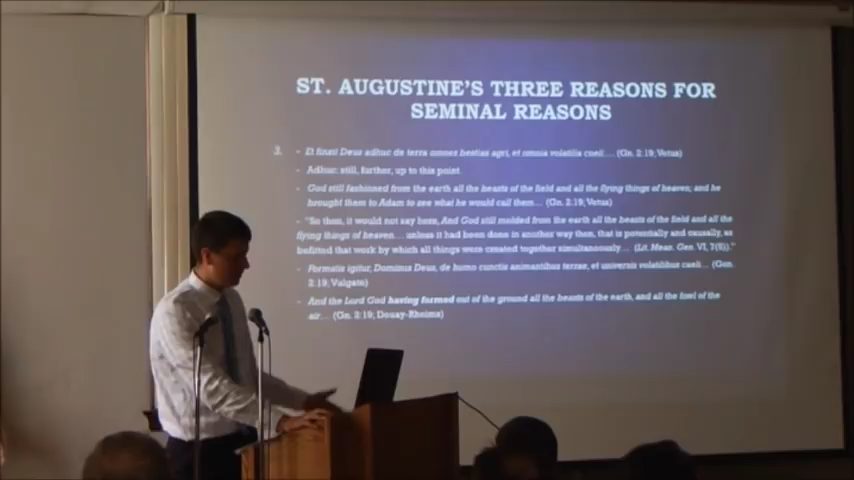 ST. AUGUSTINE'S THREE REASONS FOR
SEMINAL REASONS
3. - Et finxit Deus adhuc de terra omnes bestias agri, et omnia volatilia caeli… (Gn. 2:19; Vetus)
- Adhuc: still, further, up to this point.
- God still fashioned from the earth all the beasts of the field and all the flying things of heaven; and he
brought them to Adam to see what he would call them… (Gn. 2:19; Vetus)
- "So then, it would not say here, And God still molded from the earth all the beasts of the field and all the
flying things of heaven… unless it had been done in another way then, that is potentially and causally, as
befitted that work by which all things were created together simultanously… (Lit. Mean. Gen. VI, 7(5))."
- Formatis igitur, Dominus Deus, de humo cunctis animantibus terrae, et universis volatilibus caeli… (Gen.
2:19; Vulgate)
- And the Lord God having formed out of the ground all the beasts of the earth, and all the fowl of the
air… (Gn. 2:19; Douay-Rheims)